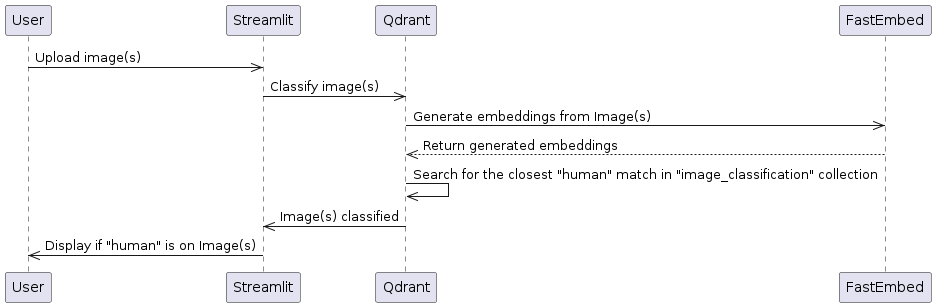 User Streamlit Qdrant FastEmbed
Upload image(s)
Classify image(s)
Generate embeddings from Image(s)
Return generated embeddings
Search for the closest "human" match in "image_classification" collection
Image(s) classified
Display if "human" is on Image(s)
User Streamlit Qdrant FastEmbed